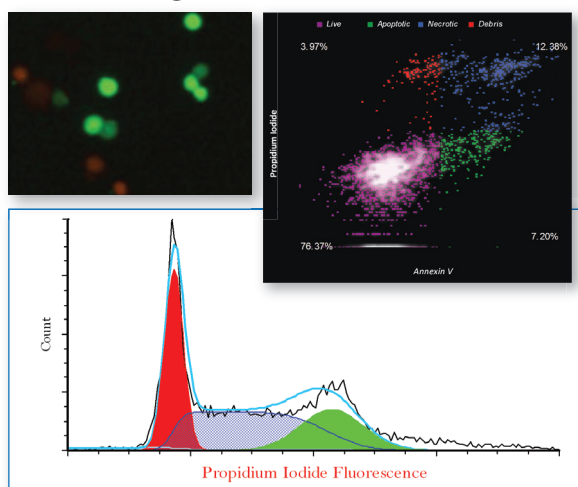 Live Apoptotic Necrotic Debris
3.97% 12.38%
Propidium Iodide
76.37% 7.20%
Annexin V
Count
Propidium Iodide Fluorescence